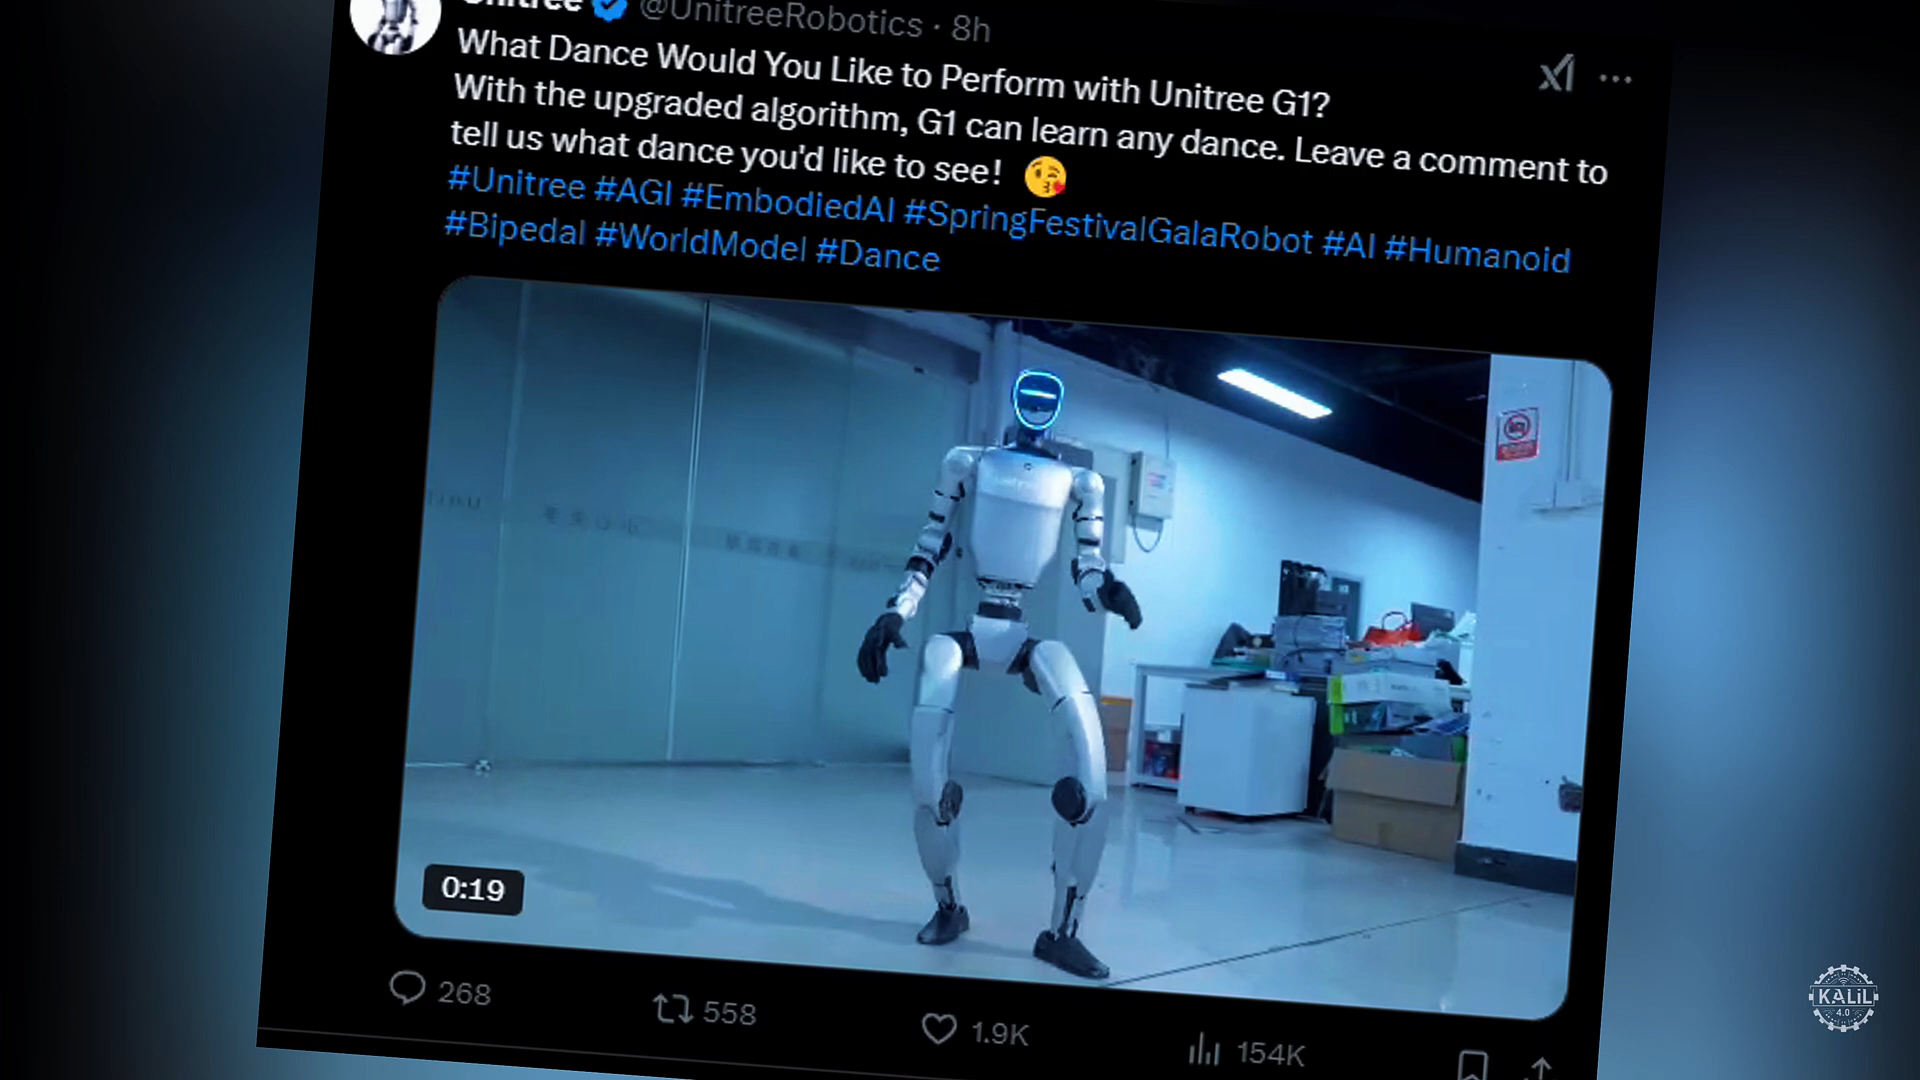 Unitree @UnitreeRobotics · 8h
What Dance Would You Like to Perform with Unitree G1?
With the upgraded algorithm, G1 can learn any dance. Leave a comment to
tell us what dance you'd like to see! 😘
#Unitree #AGI #EmbodiedAI #SpringFestivalGalaRobot #AI #Humanoid
#Bipedal #WorldModel #Dance
0:19
268 558 1.9K 154K
KALIL
4.0